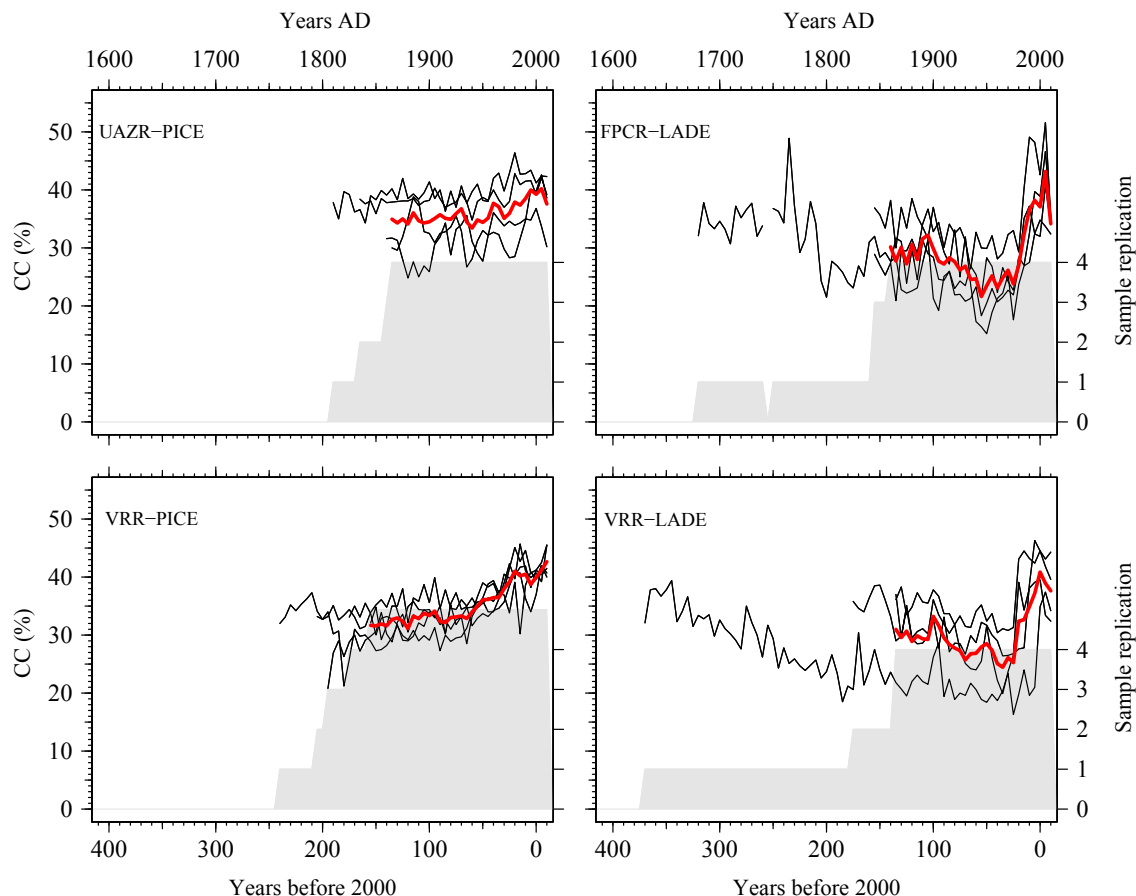 Years AD
Years AD
1600 1700 1800 1900 2000
1600 1700 1800 1900 2000
UAZR−PICE
FPCR−LADE
CC (%)
50
40
30
20
10
0
4
3
2
1
0
Sample replication
VRR−PICE
VRR−LADE
CC (%)
50
40
30
20
10
0
4
3
2
1
0
Sample replication
400 300 200 100 0
400 300 200 100 0
Years before 2000
Years before 2000